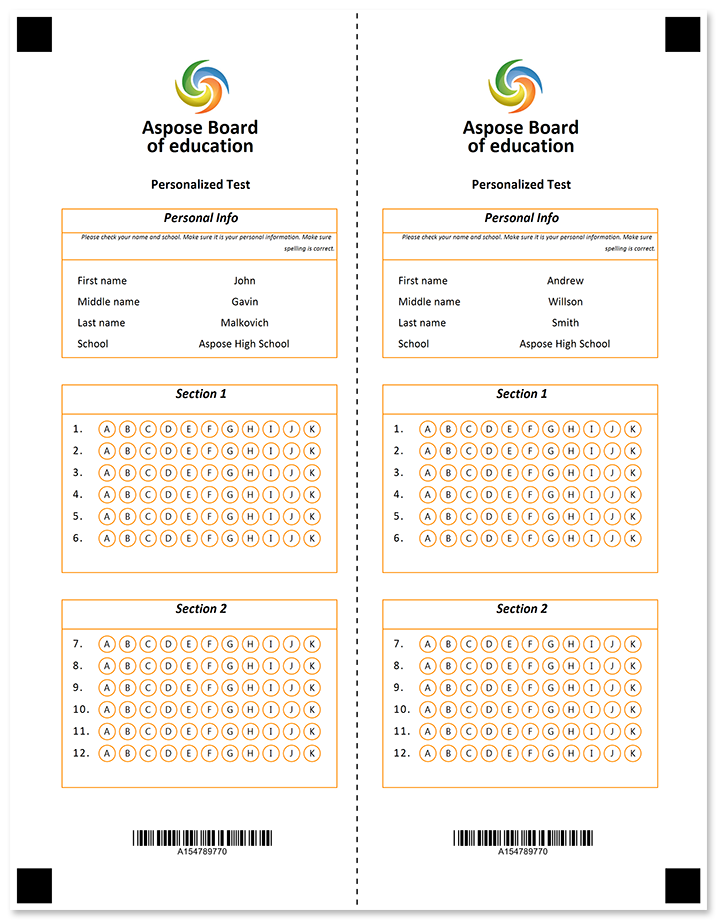 Aspose Board
of education
Personalized Test
Personal Info
Please check your name and school. Make sure it is your personal information. Make sure
spelling is correct.
First name John
Middle name Gavin
Last name Malkovich
School Aspose High School
Section 1
1. A B C D E F G H I J K
2. A B C D E F G H I J K
3. A B C D E F G H I J K
4. A B C D E F G H I J K
5. A B C D E F G H I J K
6. A B C D E F G H I J K
Section 2
7. A B C D E F G H I J K
8. A B C D E F G H I J K
9. A B C D E F G H I J K
10. A B C D E F G H I J K
11. A B C D E F G H I J K
12. A B C D E F G H I J K
A154789770
Aspose Board
of education
Personalized Test
Personal Info
Please check your name and school. Make sure it is your personal information. Make sure
spelling is correct.
First name Andrew
Middle name Willson
Last name Smith
School Aspose High School
Section 1
1. A B C D E F G H I J K
2. A B C D E F G H I J K
3. A B C D E F G H I J K
4. A B C D E F G H I J K
5. A B C D E F G H I J K
6. A B C D E F G H I J K
Section 2
7. A B C D E F G H I J K
8. A B C D E F G H I J K
9. A B C D E F G H I J K
10. A B C D E F G H I J K
11. A B C D E F G H I J K
12. A B C D E F G H I J K
A154789770